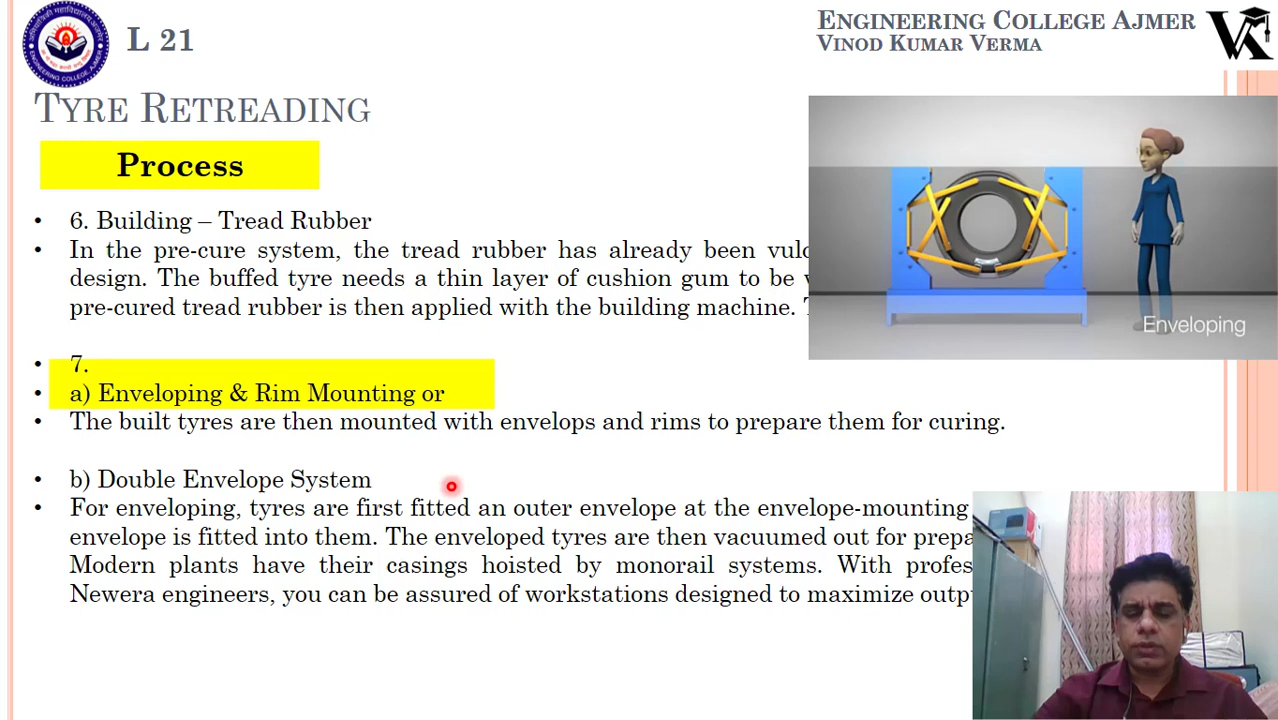 L 21
ENGINEERING COLLEGE AJMER
VINOD KUMAR VERMA
TYRE RETREADING
Process
• 6. Building – Tread Rubber
• In the pre-cure system, the tread rubber has already been
design. The buffed tyre needs a thin layer of cushion gum to be
pre-cured tread rubber is then applied with the building machine.
Enveloping
• 7.
• a) Enveloping & Rim Mounting or
• The built tyres are then mounted with envelops and rims to prepare them for curing.
• b) Double Envelope System
• For enveloping, tyres are first fitted an outer envelope at the envelope-mounting
envelope is fitted into them. The enveloped tyres are then vacuumed out for
Modern plants have their casings hoisted by monorail systems. With
Newera engineers, you can be assured of workstations designed to maximize